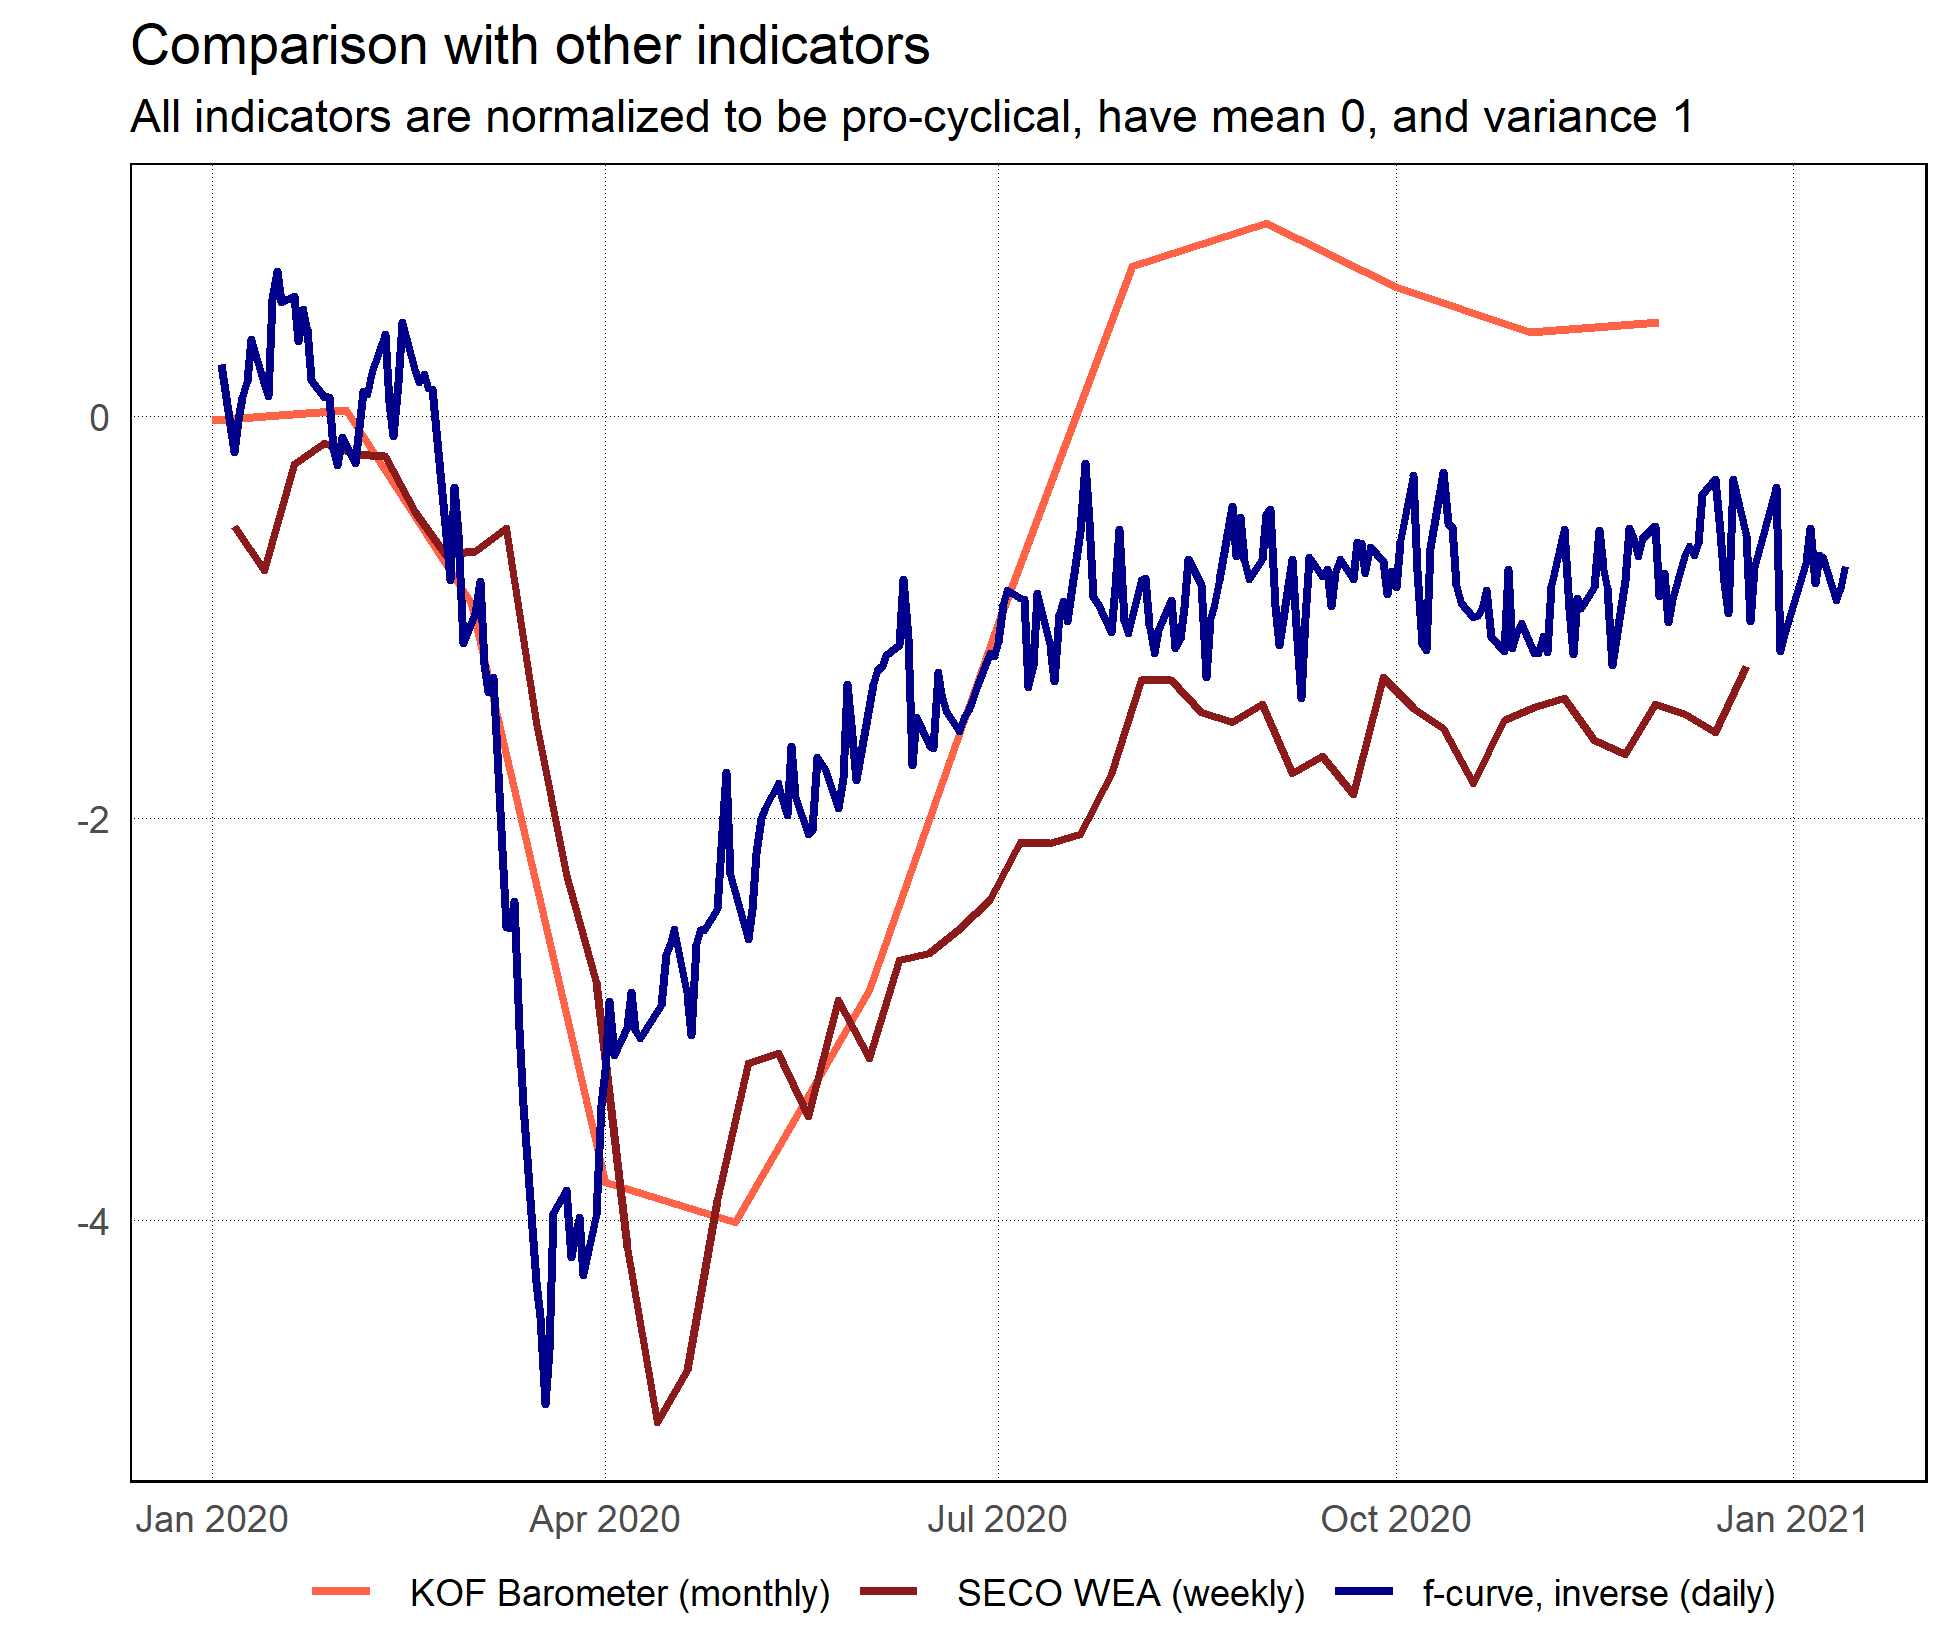 Comparison with other indicators
All indicators are normalized to be pro-cyclical, have mean 0, and variance 1
0
-2
-4
Jan 2020 Apr 2020 Jul 2020 Oct 2020 Jan 2021
KOF Barometer (monthly) SECO WEA (weekly) f-curve, inverse (daily)